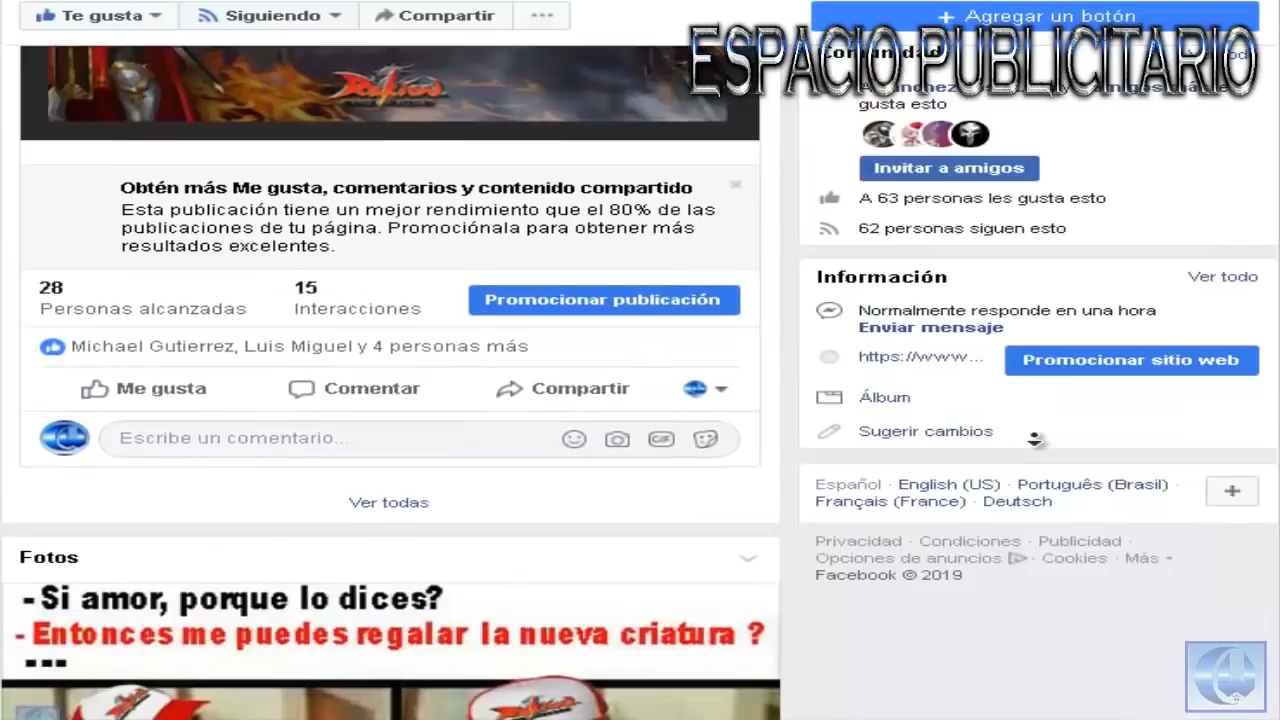 Te gusta
Siguiendo
Compartir
Agregar un botón
ESPACIO PUBLICITARIO
Comunidad
gusta esto
Invitar a amigos
A 63 personas les gusta esto
62 personas siguen esto
Rakion
Obtén más Me gusta, comentarios y contenido compartido
Esta publicación tiene un mejor rendimiento que el 80% de las
publicaciones de tu página. Promociónala para obtener más
resultados excelentes.
28
Personas alcanzadas
15
Interacciones
Promocionar publicación
Michael Gutierrez, Luis Miguel y 4 personas más
Me gusta
Comentar
Compartir
Escribe un comentario...
GIF
Ver todas
Información
Ver todo
Normalmente responde en una hora
Enviar mensaje
https://www...
Promocionar sitio web
Álbum
Sugerir cambios
Español · English (US) · Português (Brasil) ·
Français (France) · Deutsch
Privacidad · Condiciones · Publicidad ·
Opciones de anuncios · Cookies · Más
Facebook © 2019
Fotos
- Si amor, porque lo dices?
- Entonces me puedes regalar la nueva criatura ?
...